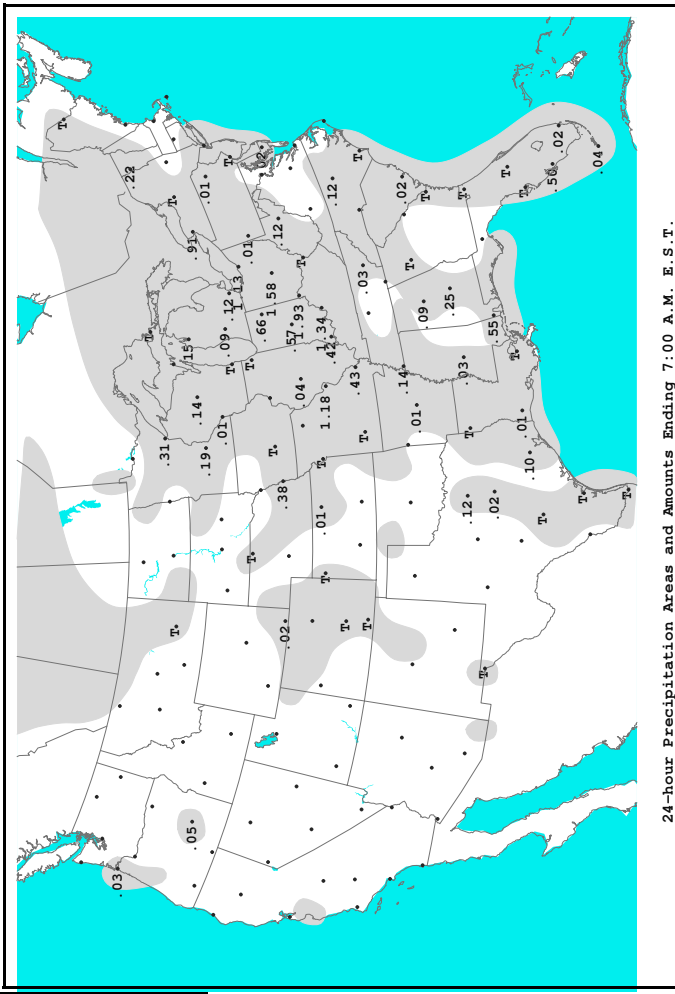 T
.03
.22
T
.31
T
T
.15
.05
.91
.14
.19
.01
.01
.09
T
.12
T
1.13
T
T
.01
.66
.02
1.58
T
.12
.02
.38
.57
.04
1.93
T
T
.01
T
1.34
1.18
.42
.12
T
.43
T
T
T
.03
.14
.02
T
.01
.09
T
.25
.03
T
.12
T
T
.02
.55
T
T
.01
T
.10
T
.50
.02
T
.04
T
24-hour Precipitation Areas and Amounts Ending 7:00 A.M. E.S.T.